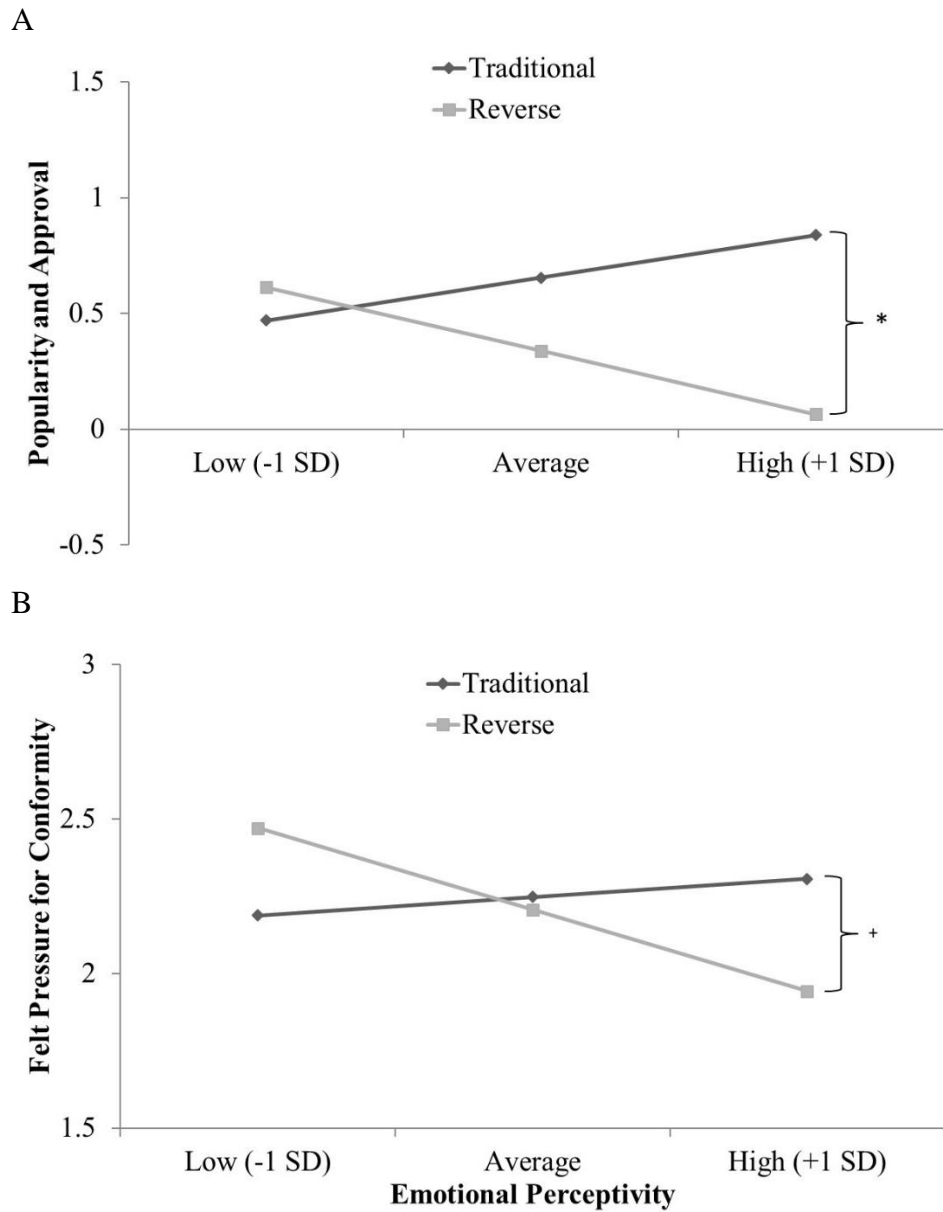 A
Traditional
Reverse
1.5
1
0.5
0
-0.5
Popularity and Approval
*
Low (-1 SD) Average High (+1 SD)
B
Traditional
Reverse
3
2.5
2
1.5
Felt Pressure for Conformity
+
Low (-1 SD) Average High (+1 SD)
Emotional Perceptivity